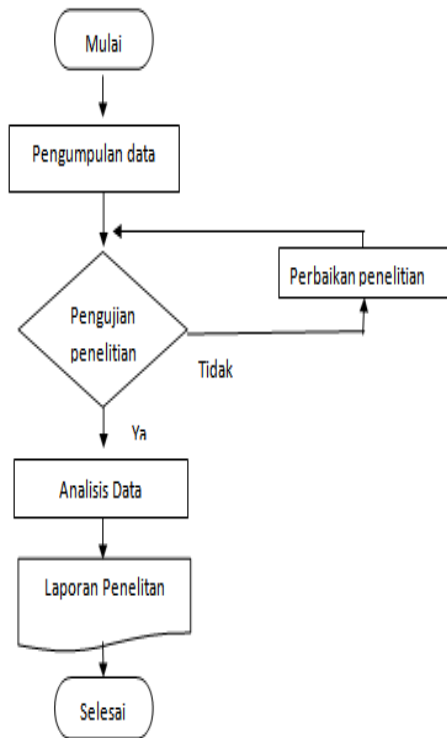 Mulai
Pengumpulan data
Perbaikan penelitian
Pengujian
penelitian
Tidak
Ya
Analisis Data
Laporan Penelitan
Selesai